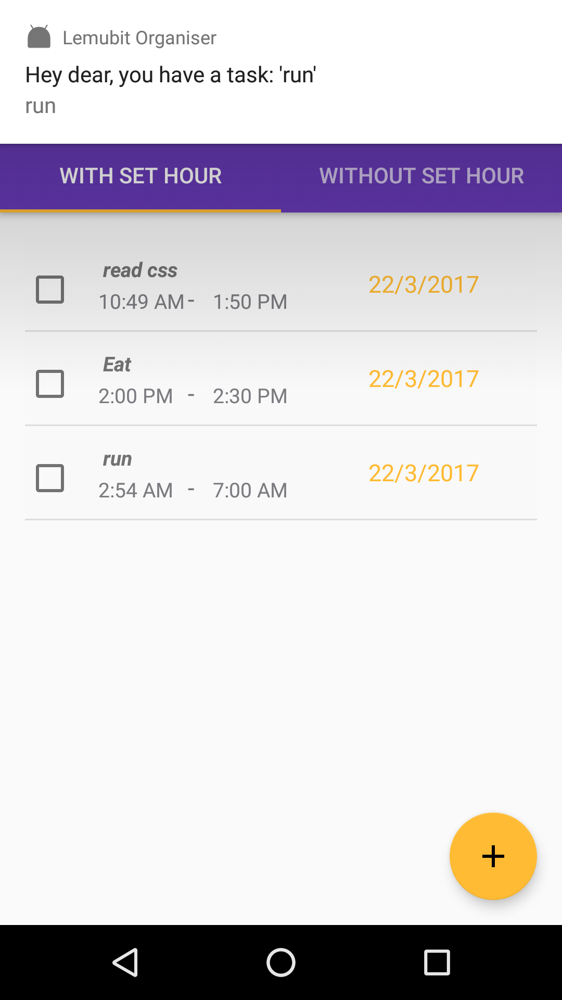 Lemubit Organiser
Hey dear, you have a task: 'run'
run
WITH SET HOUR WITHOUT SET HOUR
read css
10:49 AM - 1:50 PM 22/3/2017
Eat
2:00 PM - 2:30 PM 22/3/2017
run
2:54 AM - 7:00 AM 22/3/2017